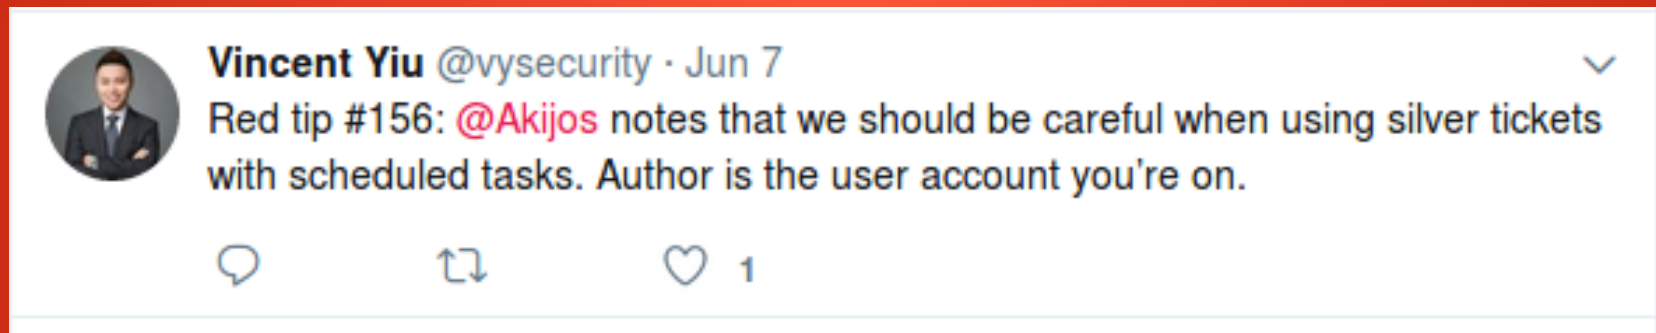 Vincent Yiu @vysecurity · Jun 7
Red tip #156: @Akijos notes that we should be careful when using silver tickets
with scheduled tasks. Author is the user account you're on.
1